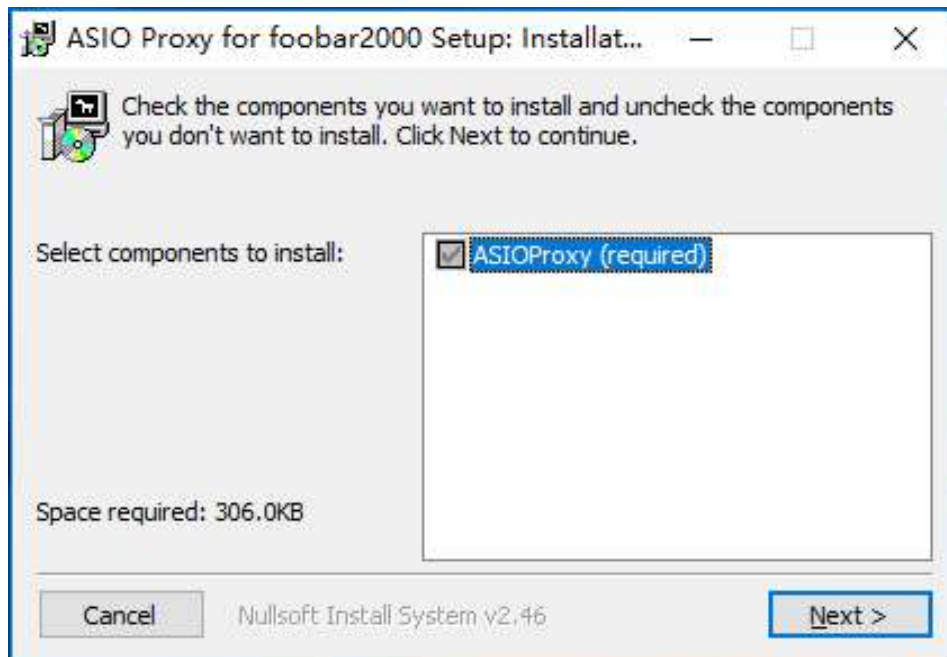 ASIO Proxy for foobar2000 Setup: Installat...
Check the components you want to install and uncheck the components
you don't want to install. Click Next to continue.
Select components to install:
ASIOProxy (required)
Space required: 306.0KB
Cancel
Nullsoft Install System v2.46
Next >